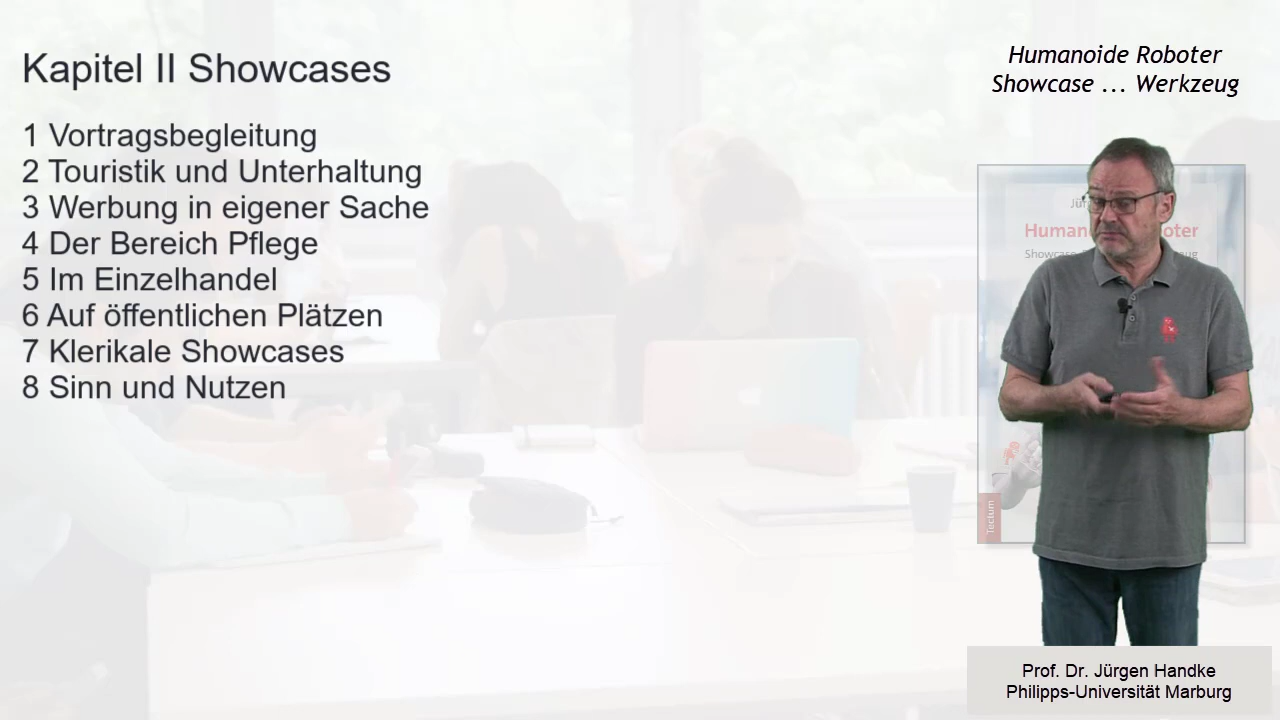 Kapitel II Showcases
1 Vortragsbegleitung
2 Touristik und Unterhaltung
3 Werbung in eigener Sache
4 Der Bereich Pflege
5 Im Einzelhandel
6 Auf öffentlichen Plätzen
7 Klerikale Showcases
8 Sinn und Nutzen
Humanoide Roboter
Showcase ... Werkzeug
Tectum
Prof. Dr. Jürgen Handke
Philipps-Universität Marburg